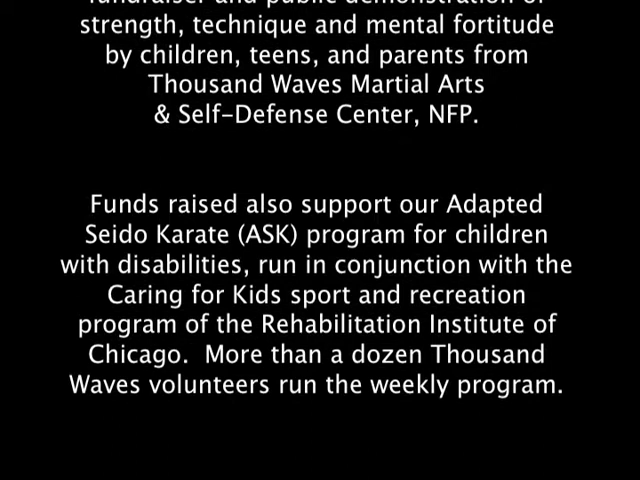 fundraiser and public demonstration of
strength, technique and mental fortitude
by children, teens, and parents from
Thousand Waves Martial Arts
& Self-Defense Center, NFP.
Funds raised also support our Adapted
Seido Karate (ASK) program for children
with disabilities, run in conjunction with the
Caring for Kids sport and recreation
program of the Rehabilitation Institute of
Chicago.  More than a dozen Thousand
Waves volunteers run the weekly program.